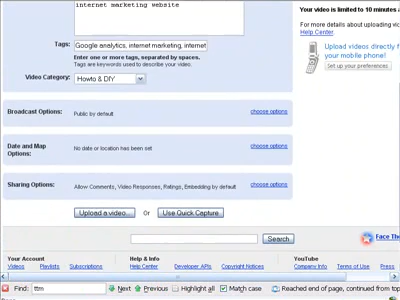 internet marketing website
Your video is limited to 10 minutes a
For more details about uploading vid
Help Center.
Tags: Google analytics, internet marketing, internet
Enter one or more tags, separated by spaces.
Tags are keywords used to describe your video.
Upload videos directly f
your mobile phone!
Set up your preferences
Video Category: Howto & DIY
Broadcast Options: Public by default choose options
Date and Map Options: No date or location has been set choose options
Sharing Options: Allow Comments, Video Responses, Ratings, Embedding by default choose options
Upload a video... or Use Quick Capture
Search
Face The
Your Account Help & Info YouTube
Videos Playlists Subscriptions Help Center Developer APIs Copyright Notices Company Info Terms of Use Press
Find: ttm Next Previous Highlight all Match case Reached end of page, continued from top